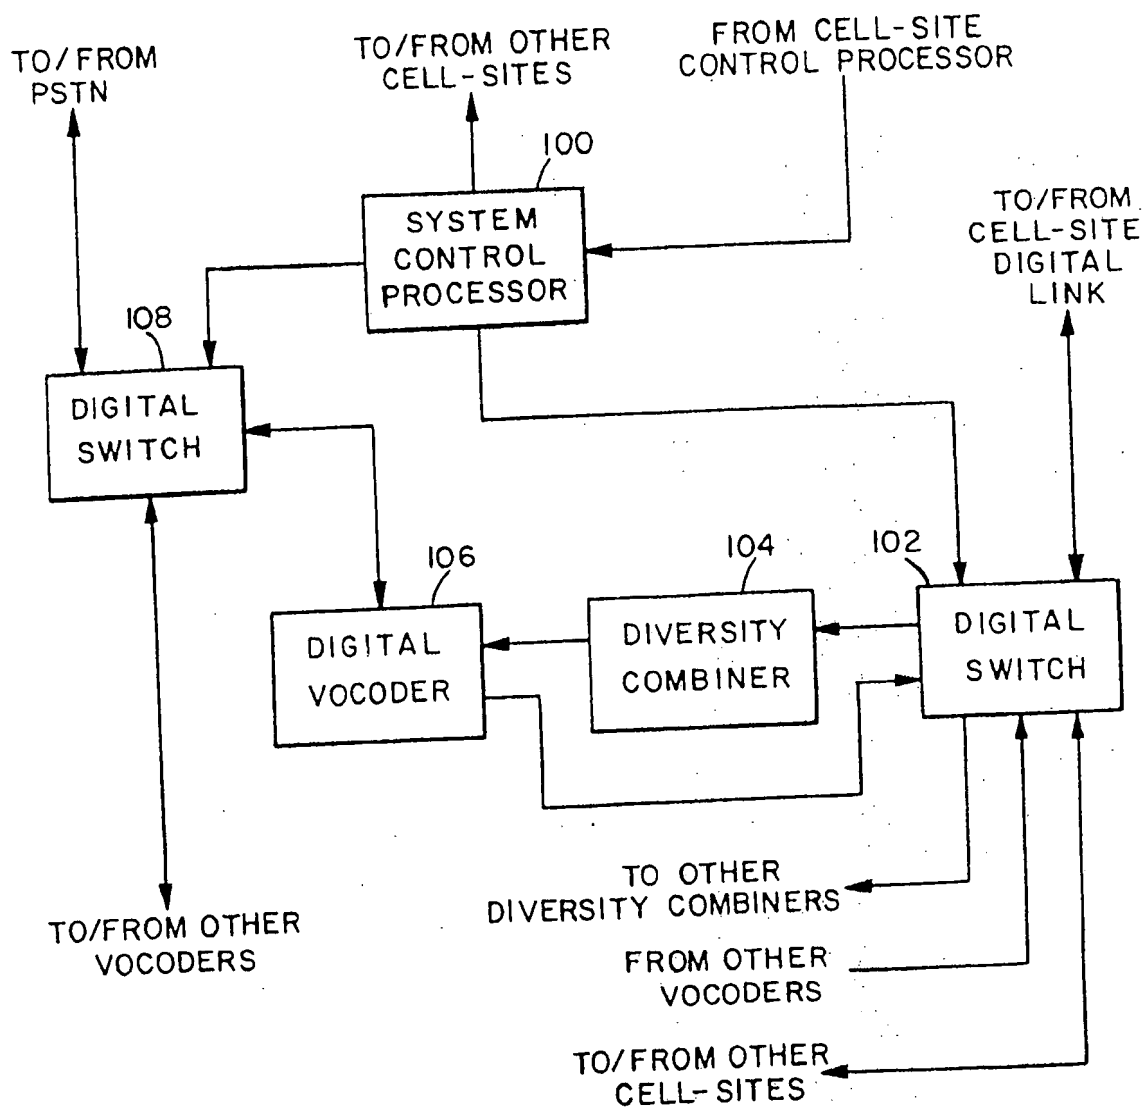 TO/FROM
PSTN
TO/FROM OTHER
CELL-SITES
FROM CELL-SITE
CONTROL PROCESSOR
100
SYSTEM
CONTROL
PROCESSOR
TO/FROM
CELL-SITE
DIGITAL
LINK
108
DIGITAL
SWITCH
106
DIGITAL
VOCODER
104
DIVERSITY
COMBINER
102
DIGITAL
SWITCH
TO OTHER
DIVERSITY COMBINERS
TO/FROM OTHER
VOCODERS
FROM OTHER
VOCODERS
TO/FROM OTHER
CELL-SITES